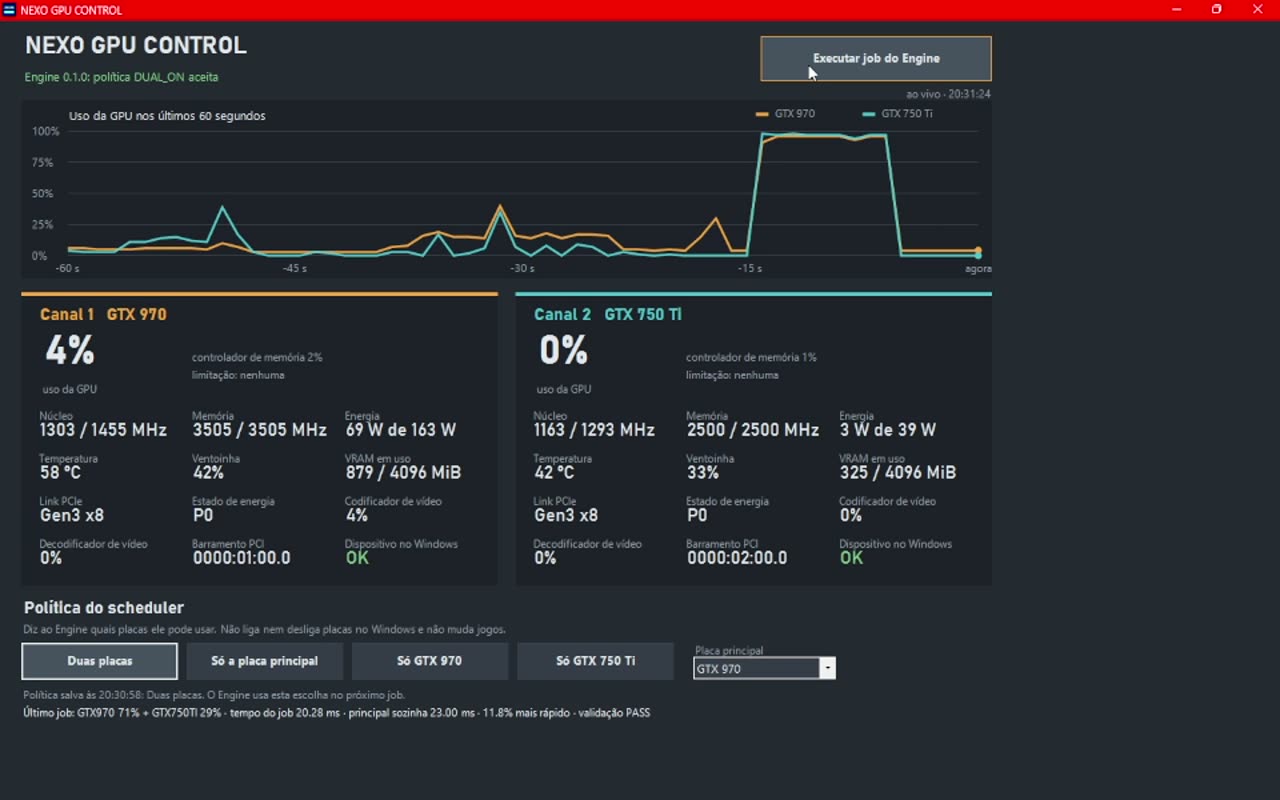 NEXO GPU CONTROL
NEXO GPU CONTROL
Engine 0.1.0: política DUAL_ON aceita
Executar job do Engine
ao vivo · 20:31:24
Uso da GPU nos últimos 60 segundos
GTX 970
GTX 750 Ti
100%
75%
50%
25%
0%
-60 s
-45 s
-30 s
-15 s
agora
Canal 1 GTX 970
4%
uso da GPU
controlador de memória 2%
limitação: nenhuma
Núcleo
1303 / 1455 MHz
Memória
3505 / 3505 MHz
Energia
69 W de 163 W
Temperatura
58 °C
Ventoinha
42%
VRAM em uso
879 / 4096 MiB
Link PCIe
Gen3 x8
Estado de energia
P0
Codificador de vídeo
4%
Decodificador de vídeo
0%
Barramento PCI
0000:01:00.0
Dispositivo no Windows
OK
Canal 2 GTX 750 Ti
0%
uso da GPU
controlador de memória 1%
limitação: nenhuma
Núcleo
1163 / 1293 MHz
Memória
2500 / 2500 MHz
Energia
3 W de 39 W
Temperatura
42 °C
Ventoinha
33%
VRAM em uso
325 / 4096 MiB
Link PCIe
Gen3 x8
Estado de energia
P0
Codificador de vídeo
0%
Decodificador de vídeo
0%
Barramento PCI
0000:02:00.0
Dispositivo no Windows
OK
Política do scheduler
Diz ao Engine quais placas ele pode usar. Não liga nem desliga placas no Windows e não muda jogos.
Duas placas
Só a placa principal
Só GTX 970
Só GTX 750 Ti
Placa principal
GTX 970
Política salva às 20:30:58: Duas placas. O Engine usa esta escolha no próximo job.
Último job: GTX970 71% + GTX750TI 29% · tempo do job 20.28 ms · principal sozinha 23.00 ms · 11.8% mais rápido · validação PASS